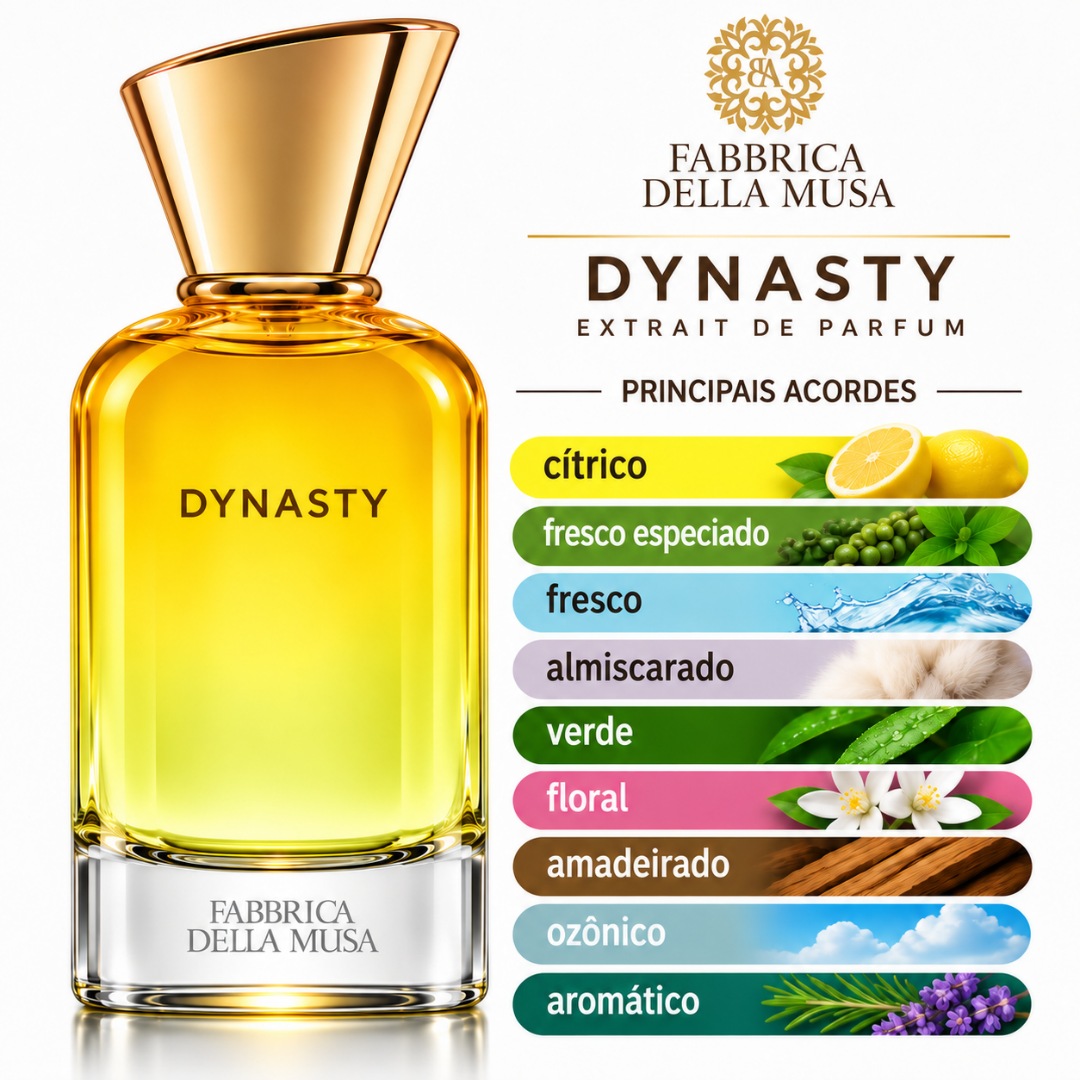 DYNASTY
FABBRICA
DELLA MUSA
FABBRICA
DELLA MUSA
DYNASTY
EXTRAIT DE PARFUM
PRINCIPAIS ACORDES
cítrico
fresco especiado
fresco
almiscarado
verde
floral
amadeirado
ozônico
aromático